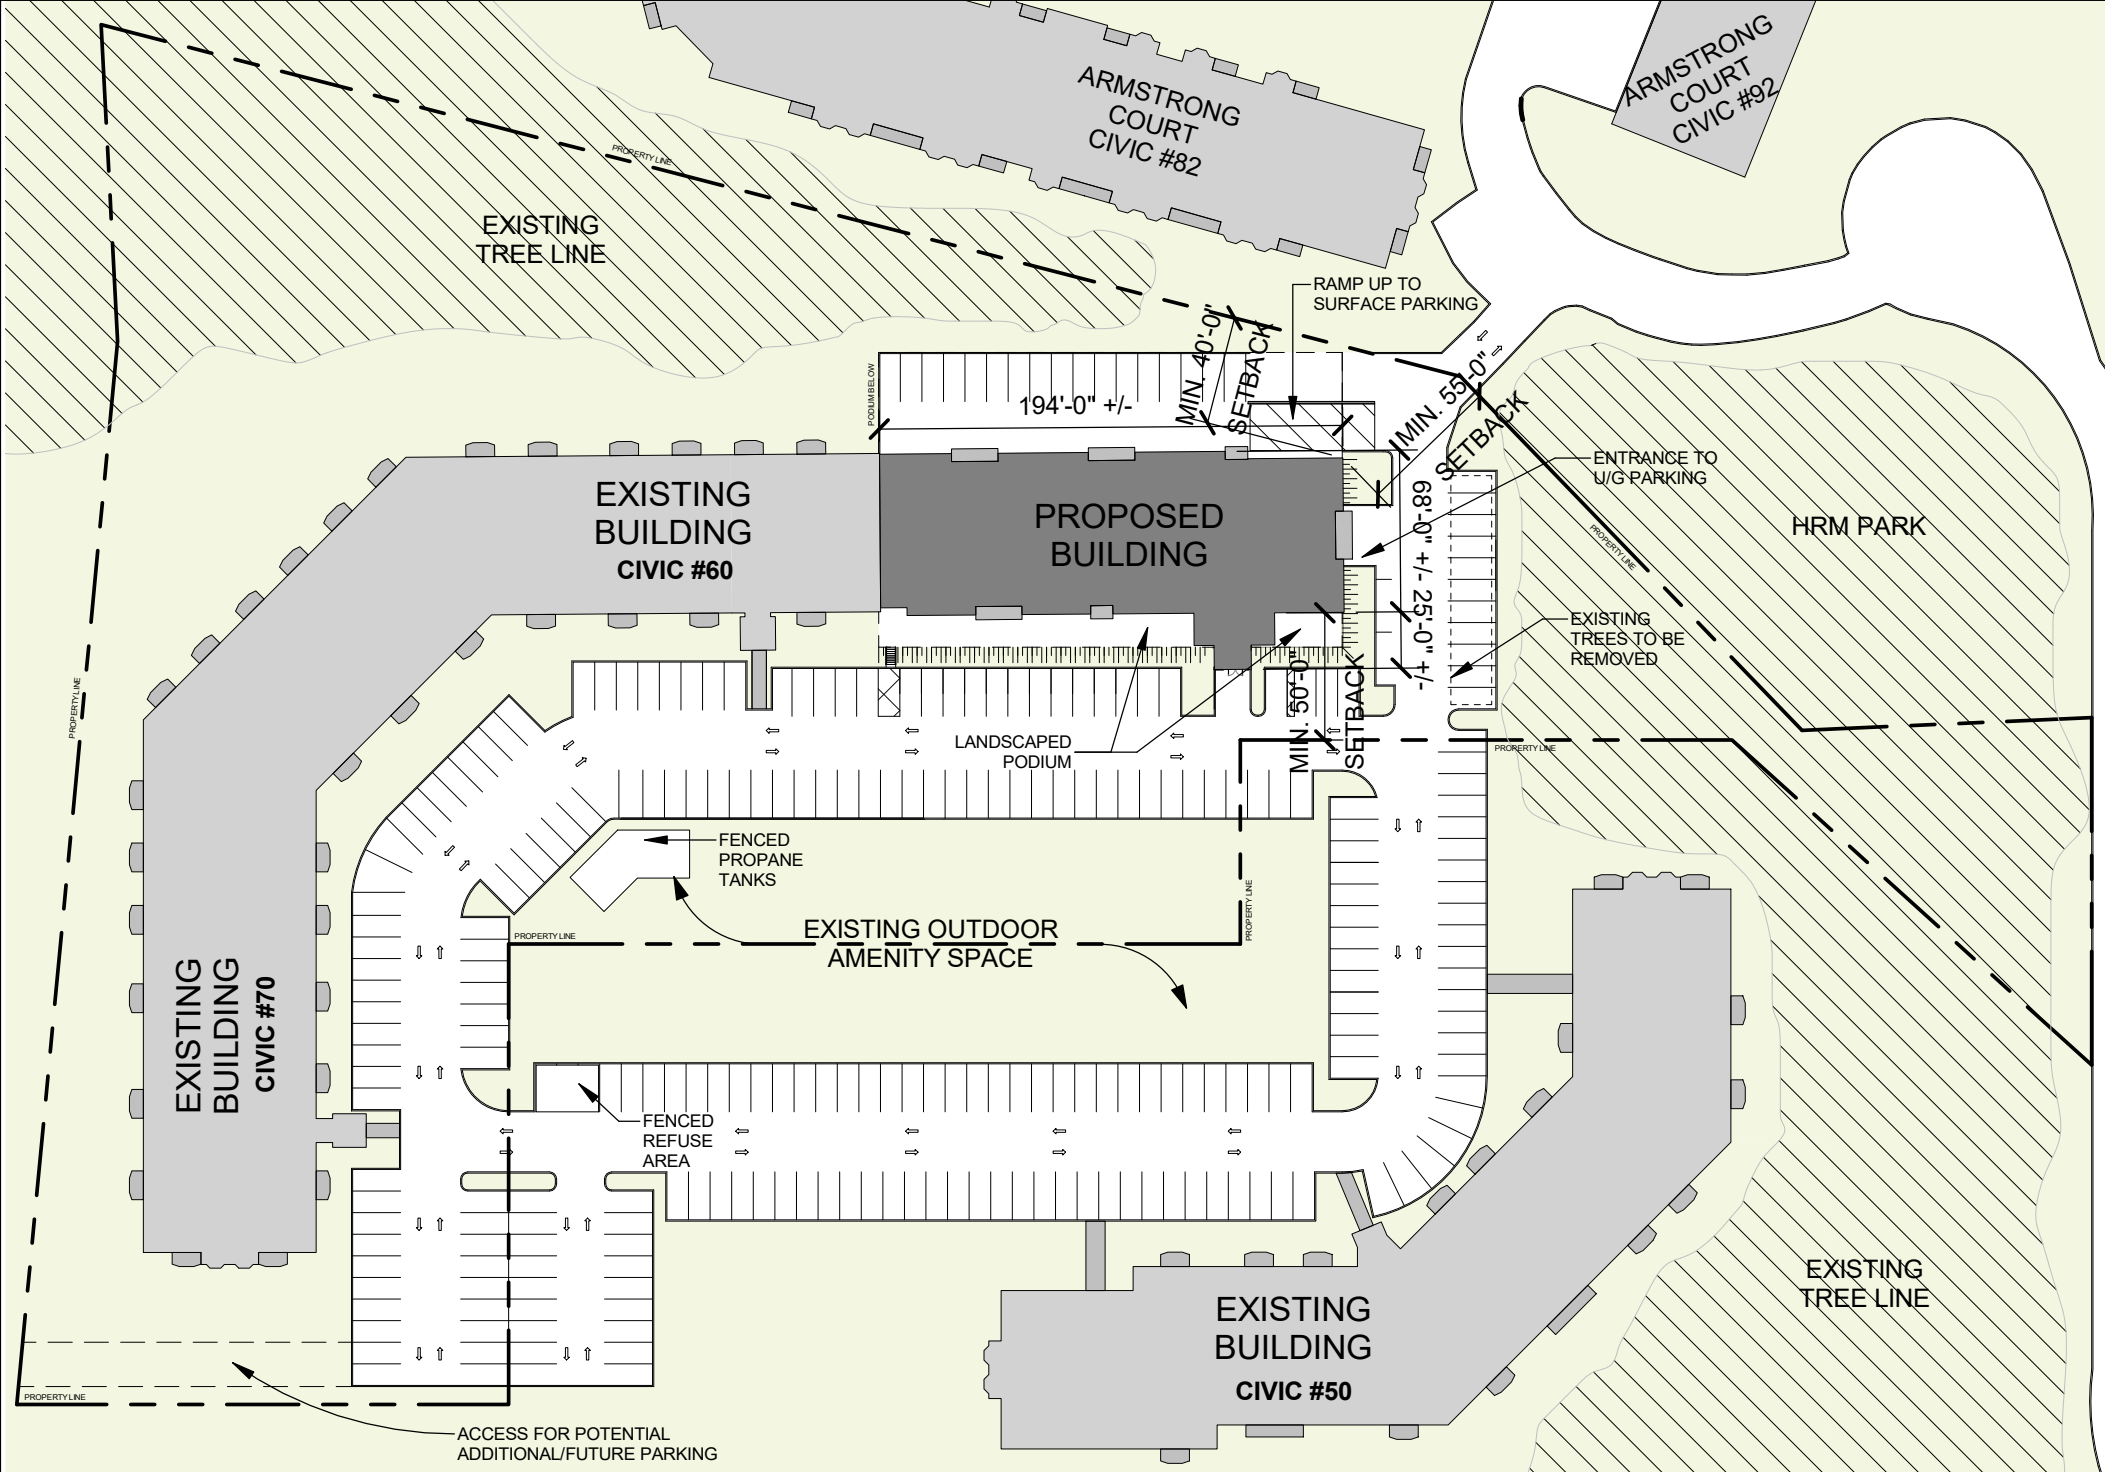 ARMSTRONG
COURT
CIVIC #82
ARMSTRONG
COURT
CIVIC #92
PROPERTY LINE
EXISTING
TREE LINE
RAMP UP TO
SURFACE PARKING
MIN. 40'-0"
SETBACK
PODIUM BELOW
194'-0" +/-
MIN. 55'-0"
SETBACK
ENTRANCE TO
U/G PARKING
EXISTING
BUILDING
CIVIC #60
PROPOSED
BUILDING
68'-0" +/-
25'-0" +/-
HRM PARK
PROPERTY LINE
EXISTING
TREES TO BE
REMOVED
MIN. 50'-0"
SETBACK
PROPERTY LINE
LANDSCAPED
PODIUM
PROPERTY LINE
FENCED
PROPANE
TANKS
PROPERTY LINE
PROPERTY LINE
EXISTING OUTDOOR
AMENITY SPACE
EXISTING
BUILDING
CIVIC #70
FENCED
REFUSE
AREA
EXISTING
BUILDING
CIVIC #50
EXISTING
TREE LINE
PROPERTY LINE
ACCESS FOR POTENTIAL
ADDITIONAL/FUTURE PARKING